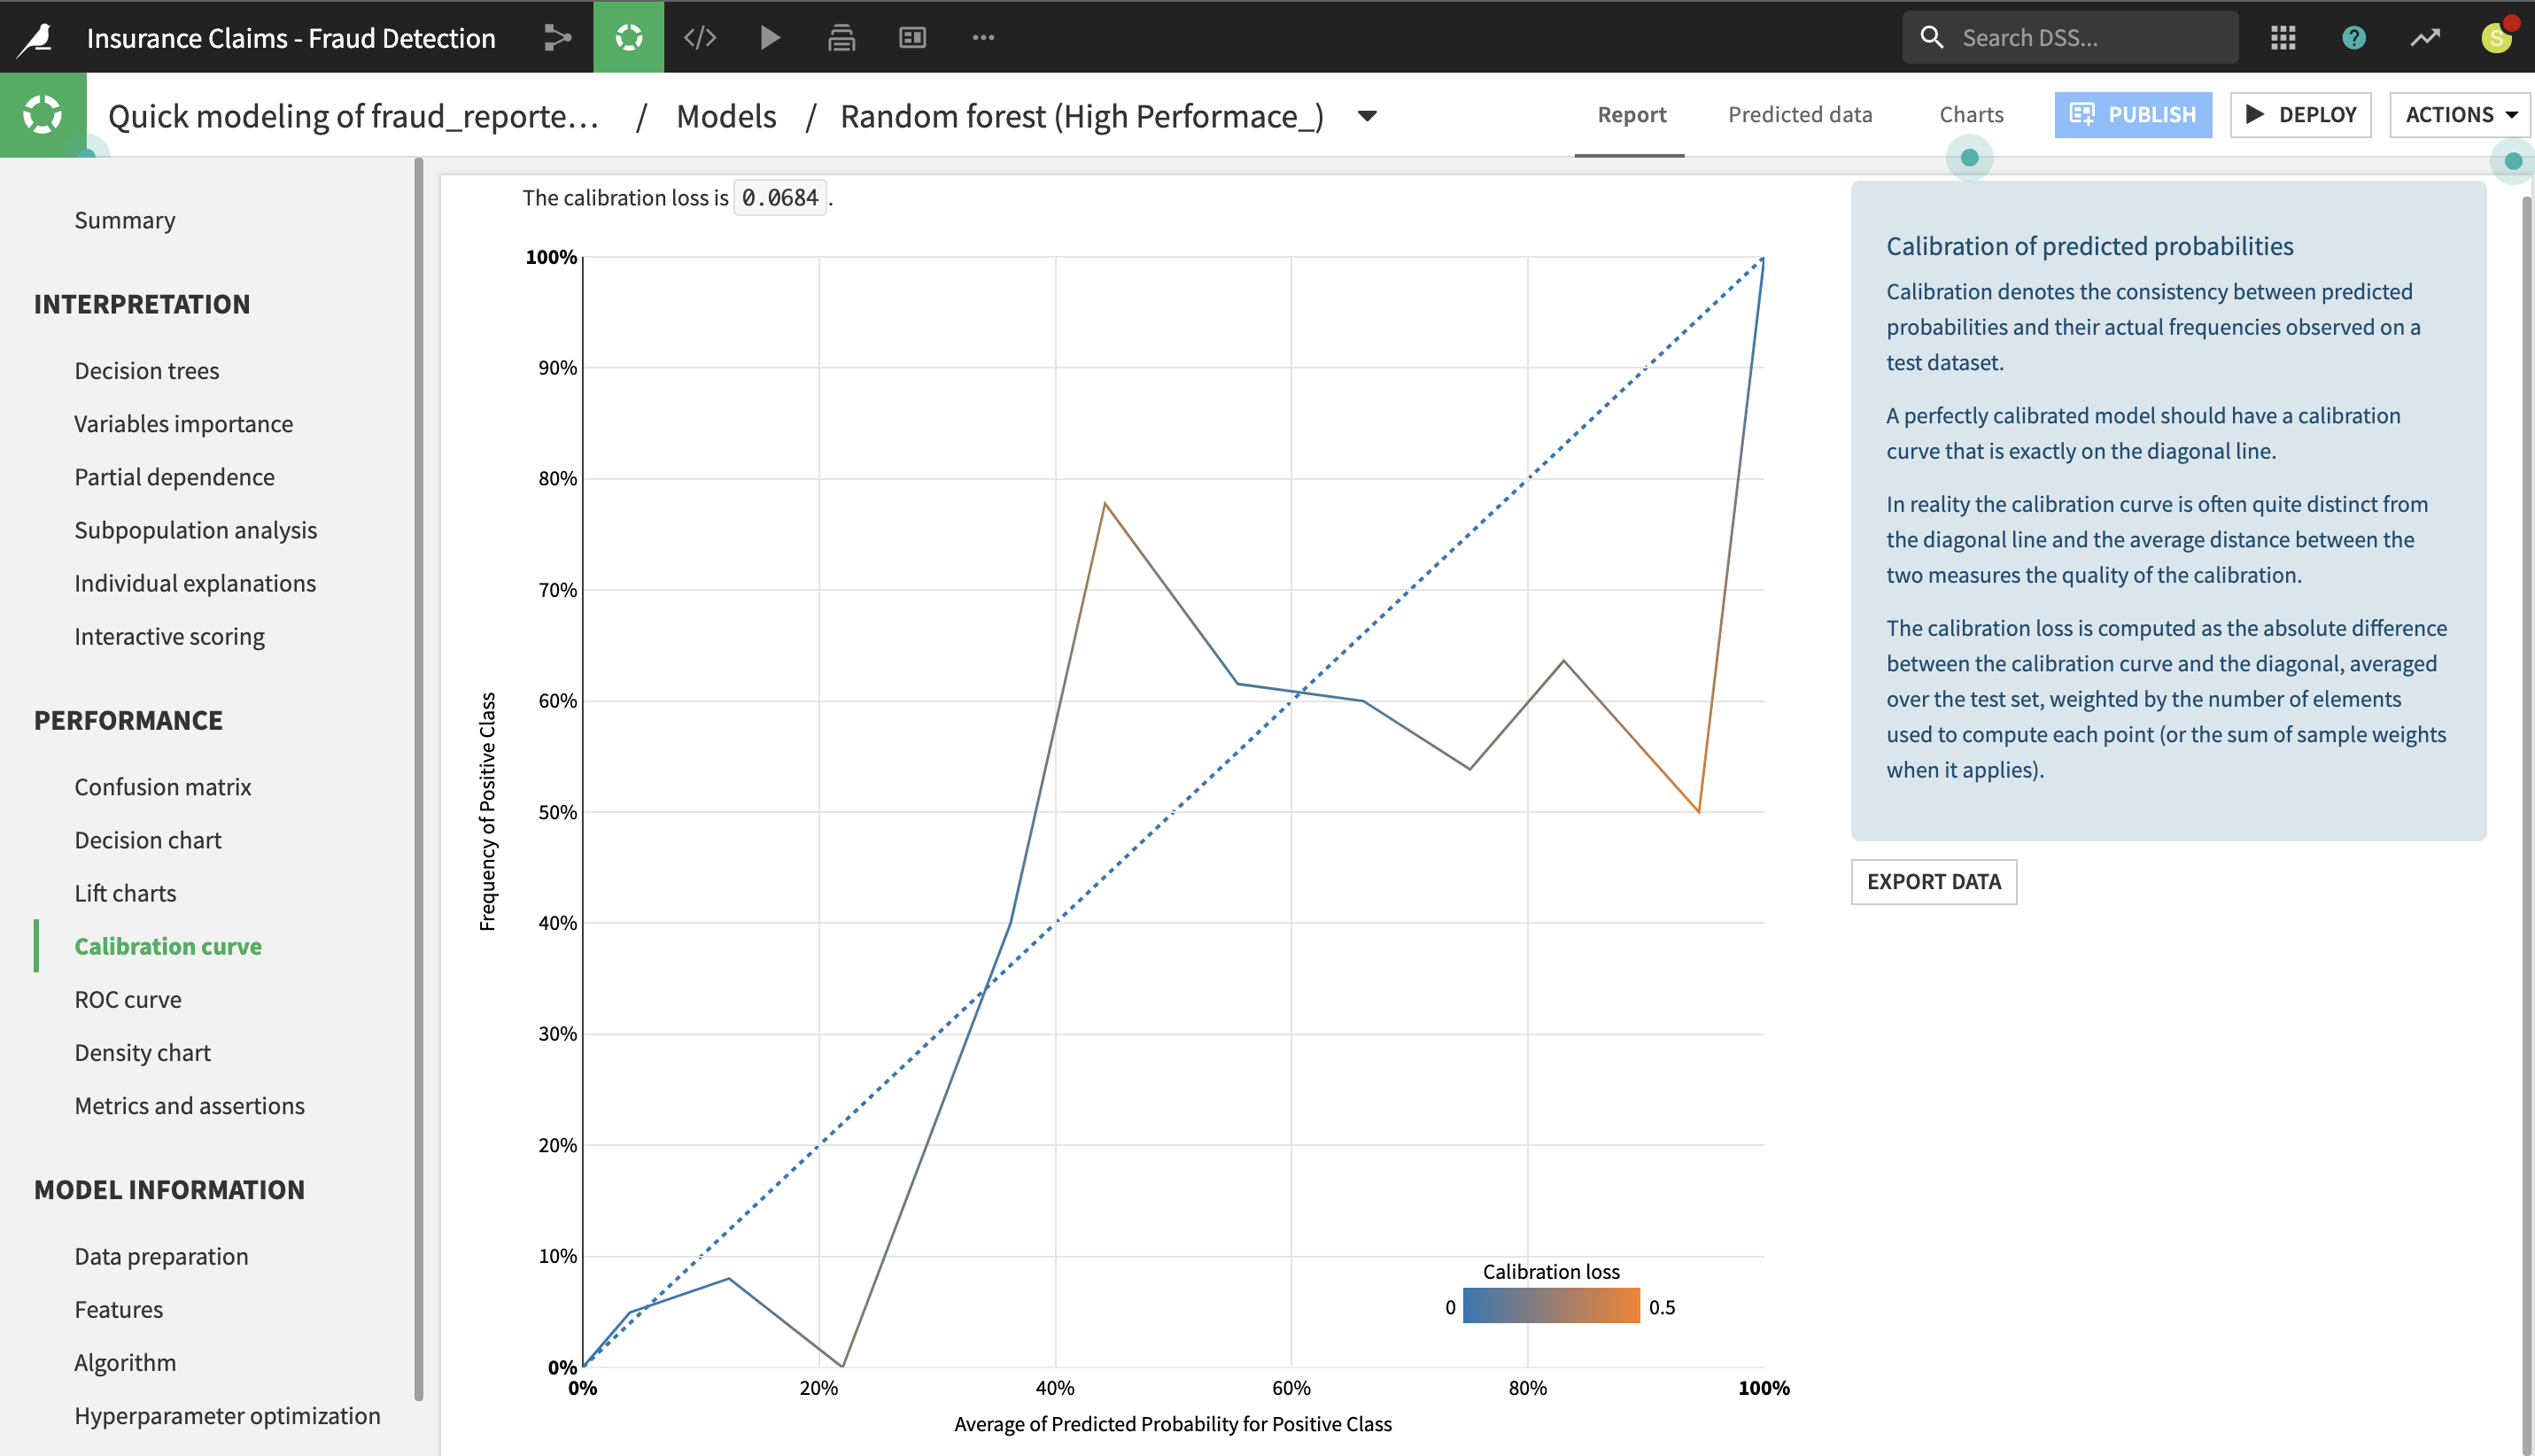 Insurance Claims - Fraud Detection
Search DSS...
S
Quick modeling of fraud_reporte... / Models / Random forest (High Performace_)
Report
Predicted data
Charts
PUBLISH
DEPLOY
ACTIONS
Summary
INTERPRETATION
Decision trees
Variables importance
Partial dependence
Subpopulation analysis
Individual explanations
Interactive scoring
PERFORMANCE
Confusion matrix
Decision chart
Lift charts
Calibration curve
ROC curve
Density chart
Metrics and assertions
MODEL INFORMATION
Data preparation
Features
Algorithm
Hyperparameter optimization
The calibration loss is 0.0684 .
100%
90%
80%
70%
60%
50%
40%
30%
20%
10%
0%
Frequency of Positive Class
0%
20%
40%
60%
80%
100%
Average of Predicted Probability for Positive Class
Calibration loss
0
0.5
Calibration of predicted probabilities
Calibration denotes the consistency between predicted
probabilities and their actual frequencies observed on a
test dataset.
A perfectly calibrated model should have a calibration
curve that is exactly on the diagonal line.
In reality the calibration curve is often quite distinct from
the diagonal line and the average distance between the
two measures the quality of the calibration.
The calibration loss is computed as the absolute difference
between the calibration curve and the diagonal, averaged
over the test set, weighted by the number of elements
used to compute each point (or the sum of sample weights
when it applies).
EXPORT DATA